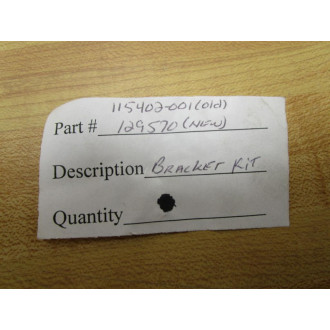 115402-001(old)
Part # 129570 (NEW)
Description BRACKET KIT
Quantity